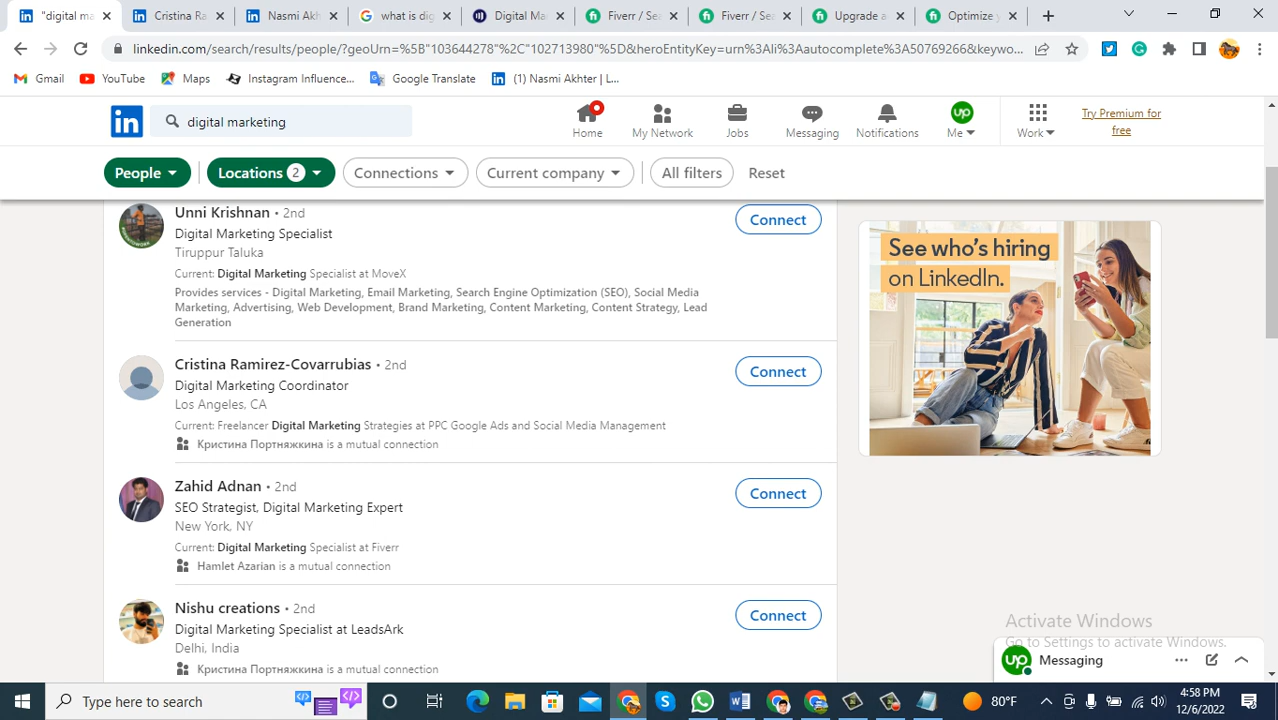 "digital ma
Cristina Ra
Nasmi Akh
what is dig
Digital Mar
Fiverr / Sea
Fiverr / Sea
Upgrade a
Optimize y
linkedin.com/search/results/people/?geoUrn=%5B"103644278"%2C"102713980"%5D&heroEntityKey=urn%3Ali%3Aautocomplete%3A50769266&keywo...
Gmail
YouTube
Maps
Instagram Influence...
Google Translate
(1) Nasmi Akhter | L...
in
digital marketing
Home
My Network
Jobs
Messaging
Notifications
Me
Work
Try Premium for
free
People
Locations 2
Connections
Current company
All filters
Reset
Unni Krishnan • 2nd
Connect
Digital Marketing Specialist
Tiruppur Taluka
Current: Digital Marketing Specialist at MoveX
Provides services - Digital Marketing, Email Marketing, Search Engine Optimization (SEO), Social Media
Marketing, Advertising, Web Development, Brand Marketing, Content Marketing, Content Strategy, Lead
Generation
See who's hiring
on LinkedIn.
Cristina Ramirez-Covarrubias • 2nd
Connect
Digital Marketing Coordinator
Los Angeles, CA
Current: Freelancer Digital Marketing Strategies at PPC Google Ads and Social Media Management
Кристина Портняжкина is a mutual connection
Zahid Adnan • 2nd
Connect
SEO Strategist, Digital Marketing Expert
New York, NY
Current: Digital Marketing Specialist at Fiverr
Hamlet Azarian is a mutual connection
Nishu creations • 2nd
Connect
Digital Marketing Specialist at LeadsArk
Delhi, India
Кристина Портняжкина is a mutual connection
Activate Windows
Go to Settings to activate Windows.
up
Messaging
Type here to search
80°F
4:58 PM
12/6/2022